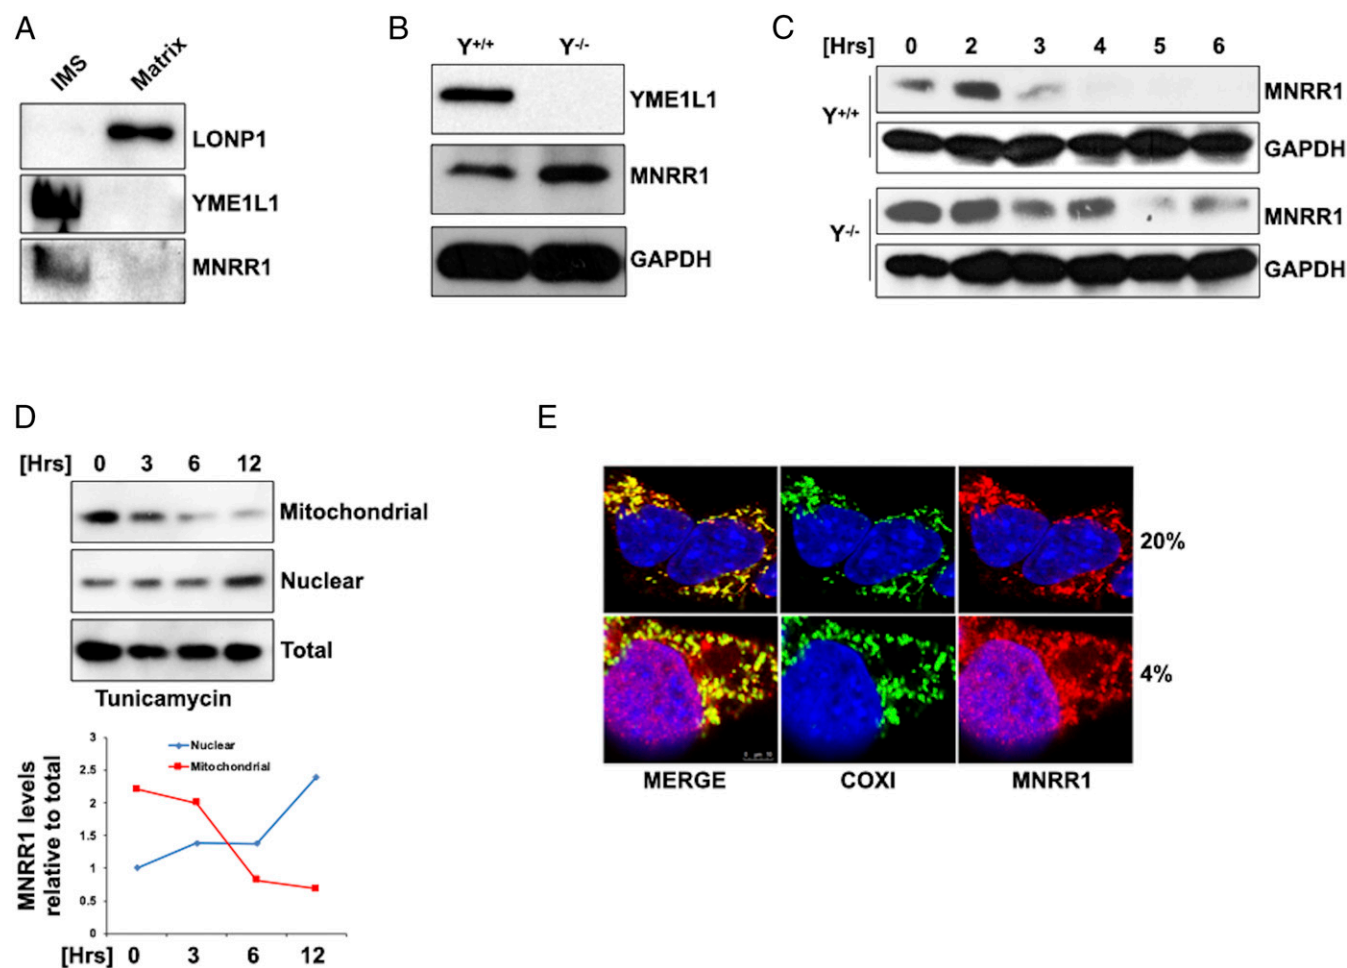 A
IMS Matrix
LONP1
YME1L1
MNRR1
B
Y+/+ Y-/-
YME1L1
MNRR1
GAPDH
C
[Hrs] 0 2 3 4 5 6
Y+/+
MNRR1
GAPDH
Y-/-
MNRR1
GAPDH
D
[Hrs] 0 3 6 12
Mitochondrial
Nuclear
Total
Tunicamycin
MNRR1 levels
relative to total
3
2.5
2
1.5
1
0.5
0
Nuclear
Mitochondrial
[Hrs] 0 3 6 12
E
20%
4%
MERGE COXI MNRR1